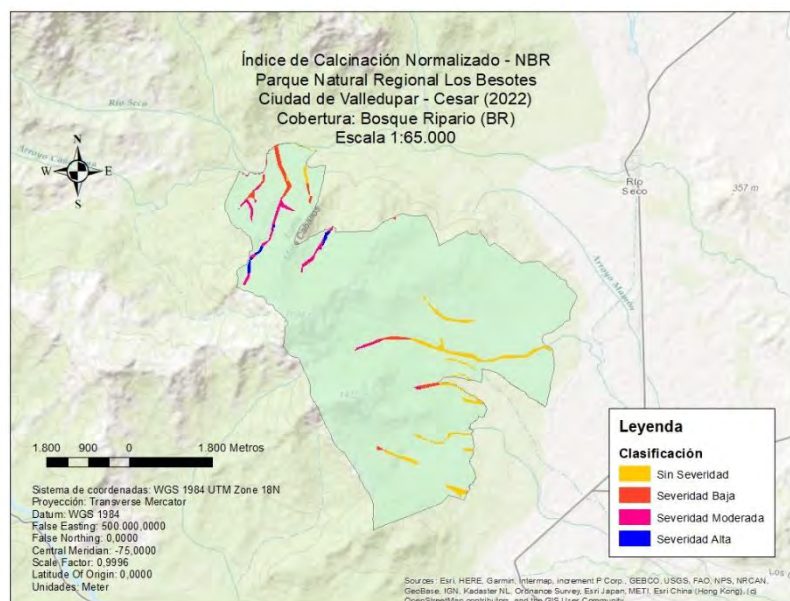 Índice de Calcinación Normalizado - NBR
Parque Natural Regional Los Besotes
Ciudad de Valledupar - Cesar (2022)
Cobertura: Bosque Ripario (BR)
Escala 1:65.000
Río Seco
Arroyo
N
W E
S
Río
Seco
357 m
Arroyo Mamón
Leyenda
Clasificación
Sin Severidad
Severidad Baja
Severidad Moderada
Severidad Alta
1.800 900 0 1.800 Metros
Sistema de coordenadas: WGS 1984 UTM Zone 18N
Proyección: Transverse Mercator
Datum: WGS 1984
False Easting: 500.000,0000
False Northing: 0,0000
Central Meridian: -75,0000
Scale Factor: 0,9996
Latitude Of Origin: 0,0000
Unidades: Meter
Los
Sources: Esri, HERE, Garmin, Intermap, increment P Corp., GEBCO, USGS, FAO, NPS, NRCAN,
GeoBase, IGN, Kadaster NL, Ordnance Survey, Esri Japan, METI, Esri China (Hong Kong), (c)
OpenStreetMap contributors, and the GIS User Community